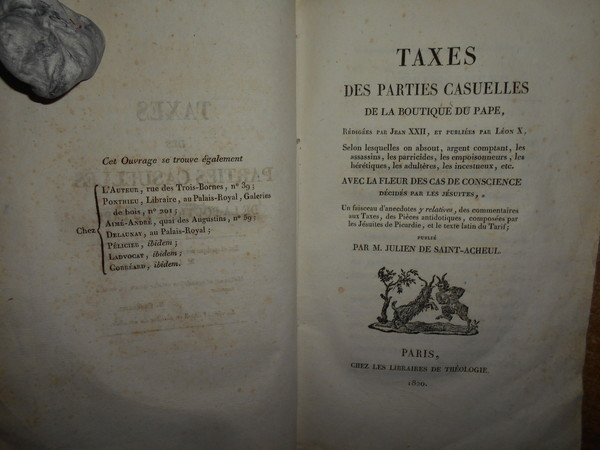 Cet Ouvrage se trouve également
Chez
L'AUTEUR, rue des Trois-Bornes, nº 39;
PONTHIEU, Libraire, au Palais-Royal, Galeries
de bois, nº 201;
AIMÉ-ANDRÉ, quai des Augustins, nº 59;
DELAUNAY, au Palais-Royal;
PÉLICIER, ibidem;
LADVOCAT, ibidem;
CORRÉARD, ibidem.
TAXES
DES PARTIES CASUELLES
DE LA BOUTIQUE DU PAPE,
RÉDIGÉES PAR JEAN XXII, ET PUBLIÉES PAR LÉON X,
Selon lesquelles on absout, argent comptant, les
assassins, les parricides, les empoisonneurs, les
hérétiques, les adultères, les incestueux, etc.
AVEC LA FLEUR DES CAS DE CONSCIENCE
DÉCIDÉS PAR LES JÉSUITES,
Un faisceau d'anecdotes y relatives, des commentaires
aux Taxes, des Pièces antidotiques, composées par
les Jésuites de Picardie, et le texte latin du Tarif;
PUBLIÉ
PAR M. JULIEN DE SAINT-ACHEUL.
PARIS,
CHEZ LES LIBRAIRES DE THÉOLOGIE.
1820.